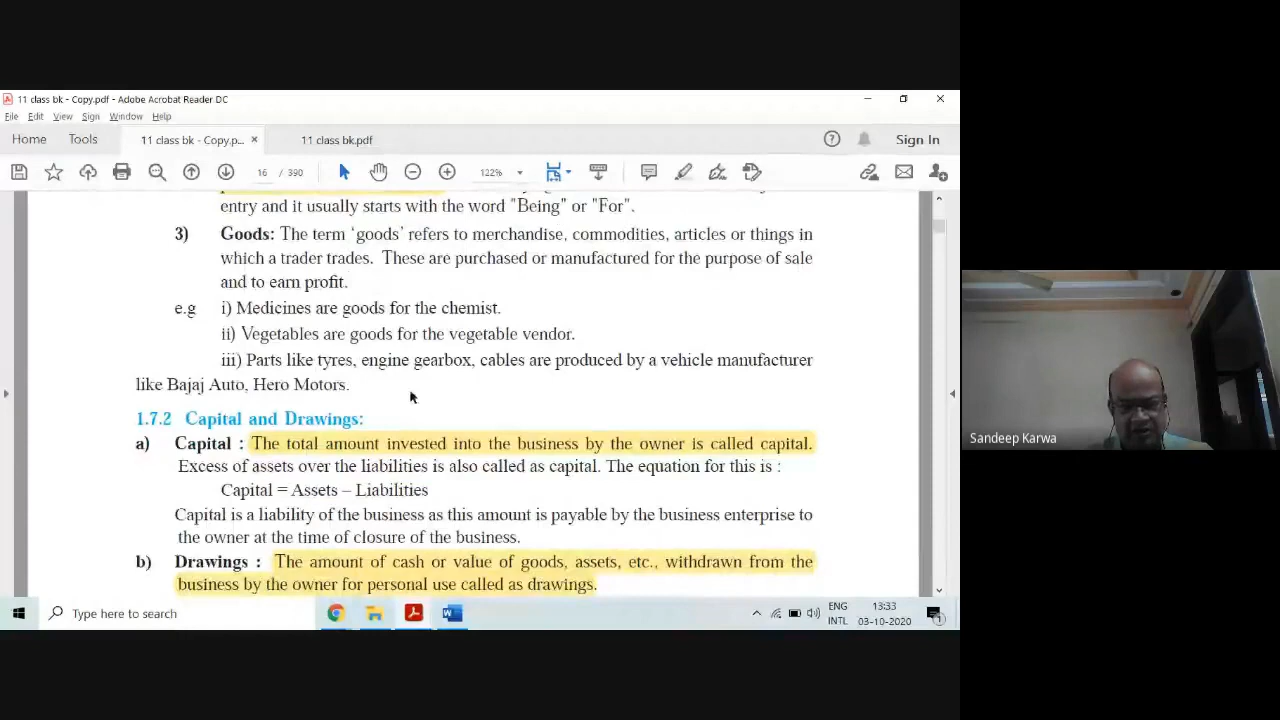 11 class bk - Copy.pdf - Adobe Acrobat Reader DC
File Edit View Sign Window Help
Home Tools 11 class bk - Copy.p... × 11 class bk.pdf Sign In
16 / 390 122%
entry and it usually starts with the word "Being" or "For".
3) Goods: The term ‘goods’ refers to merchandise, commodities, articles or things in
which a trader trades. These are purchased or manufactured for the purpose of sale
and to earn profit.
e.g i) Medicines are goods for the chemist.
ii) Vegetables are goods for the vegetable vendor.
iii) Parts like tyres, engine gearbox, cables are produced by a vehicle manufacturer
like Bajaj Auto, Hero Motors.
1.7.2 Capital and Drawings:
a) Capital : The total amount invested into the business by the owner is called capital.
Excess of assets over the liabilities is also called as capital. The equation for this is :
Capital = Assets – Liabilities
Capital is a liability of the business as this amount is payable by the business enterprise to
the owner at the time of closure of the business.
b) Drawings : The amount of cash or value of goods, assets, etc., withdrawn from the
business by the owner for personal use called as drawings.
Sandeep Karwa
Type here to search
ENG 13:33
INTL 03-10-2020